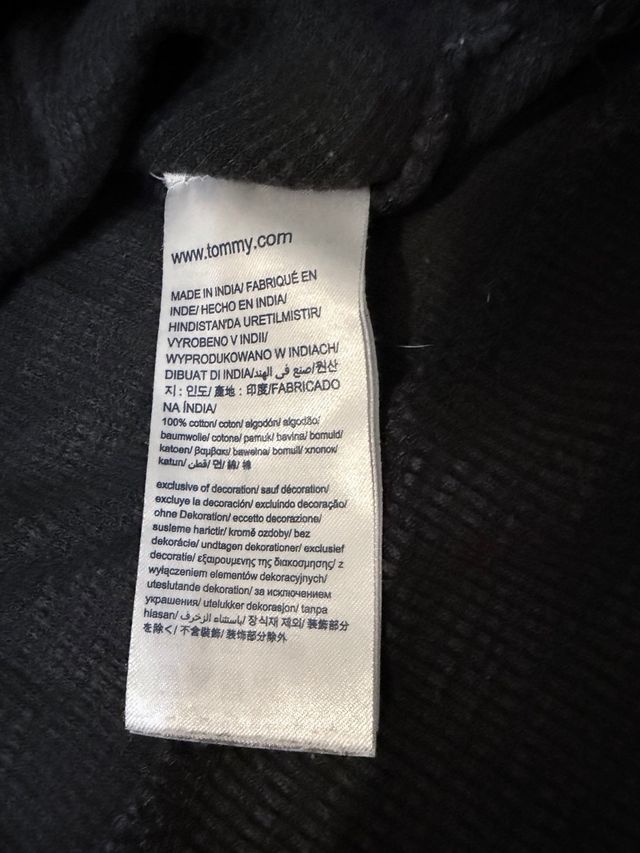 www.tommy.com
MADE IN INDIA/ FABRIQUÉ EN
INDE/ HECHO EN INDIA/
HINDISTAN'DA URETILMISTIR/
VYROBENO V INDII/
WYPRODUKOWANO W INDIACH/
DIBUAT DI INDIA/صنع في الهند/원산
지: 인도/ 產地 : 印度/FABRICADO
NA ÍNDIA/
100% cotton/ coton/ algodón/ algodão/
baumwolle/ cotone/ pamuk/ bavlna/ bomuld/
katoen/ βαμβακι/ bawełna/ bomull/ хлопок/
katun/ قطن/ 면/ 綿/ 棉
exclusive of decoration/ sauf décoration/
excluye la decoración/ excluindo decoração/
ohne Dekoration/ eccetto decorazione/
susleme harictir/ kromě ozdoby/ bez
dekorácie/ undtagen dekorationer/ exclusief
decoratie/ εξαιρουμενης της διακοσμησης/ z
wyłączeniem elementów dekoracyjnych/
uteslutande dekoration/ за исключением
украшения/ utelukker dekorasjon/ tanpa
hiasan/ باستثناء الزخرف/ 장식재 제외/ 装飾部分
を除く/ 不含裝飾/ 装饰部分除外